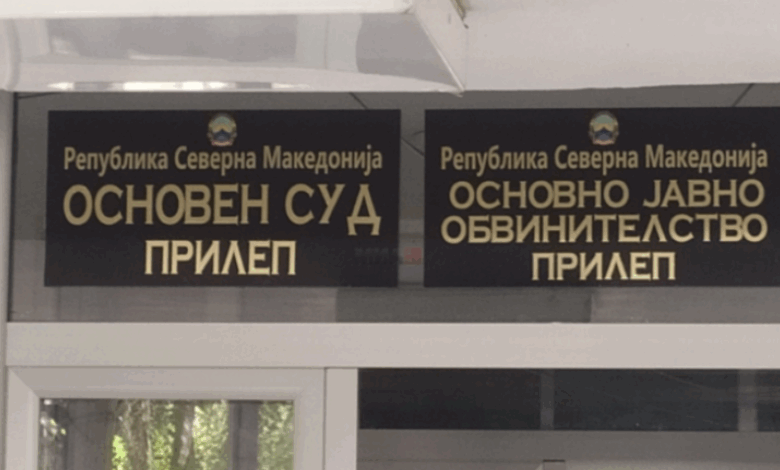 Република Северна Македонија
ОСНОВЕН СУД
ПРИЛЕП
Република Северна Македонија
ОСНОВНО ЈАВНО
ОБВИНИТЕЛСТВО
ПРИЛЕП